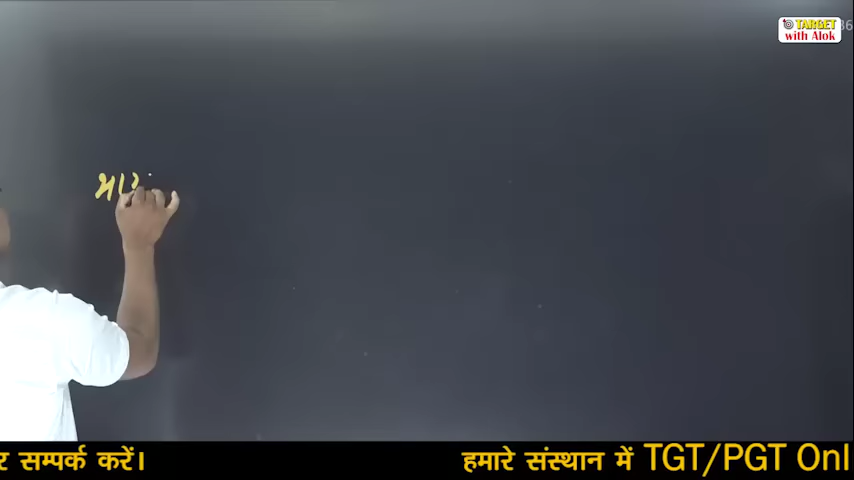 TARGET
with Alok
मा
र सम्पर्क करें। हमारे संस्थान में TGT/PGT Onl